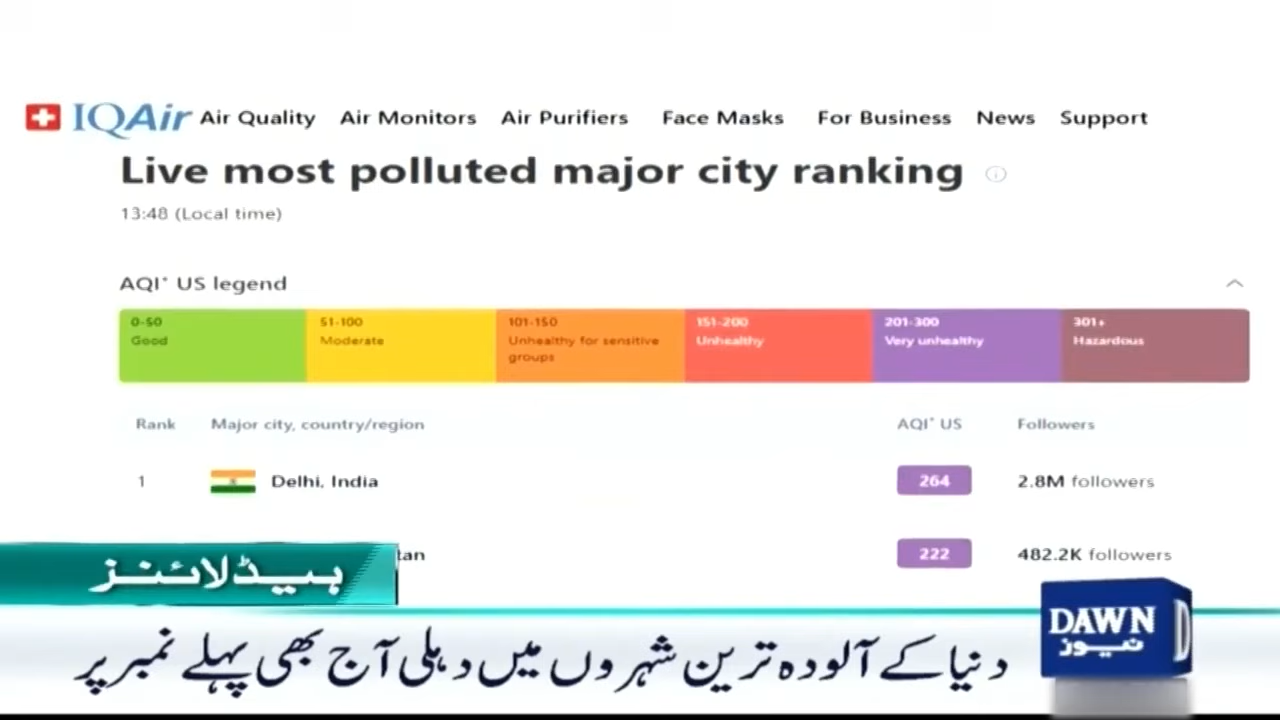 IQAir Air Quality Air Monitors Air Purifiers Face Masks For Business News Support
Live most polluted major city ranking
13:48 (Local time)
AQI⁺ US legend
0-50 51-100 101-150 151-200 201-300 301+
Good Moderate Unhealthy for sensitive groups Unhealthy Very unhealthy Hazardous
Rank Major city, country/region AQI⁺ US Followers
1 Delhi, India 264 2.8M followers
222 482.2K followers
ہیڈلائنز
DAWN
نیوز
دنیا کے آلودہ ترین شہروں میں دہلی آج بھی پہلے نمبر پر